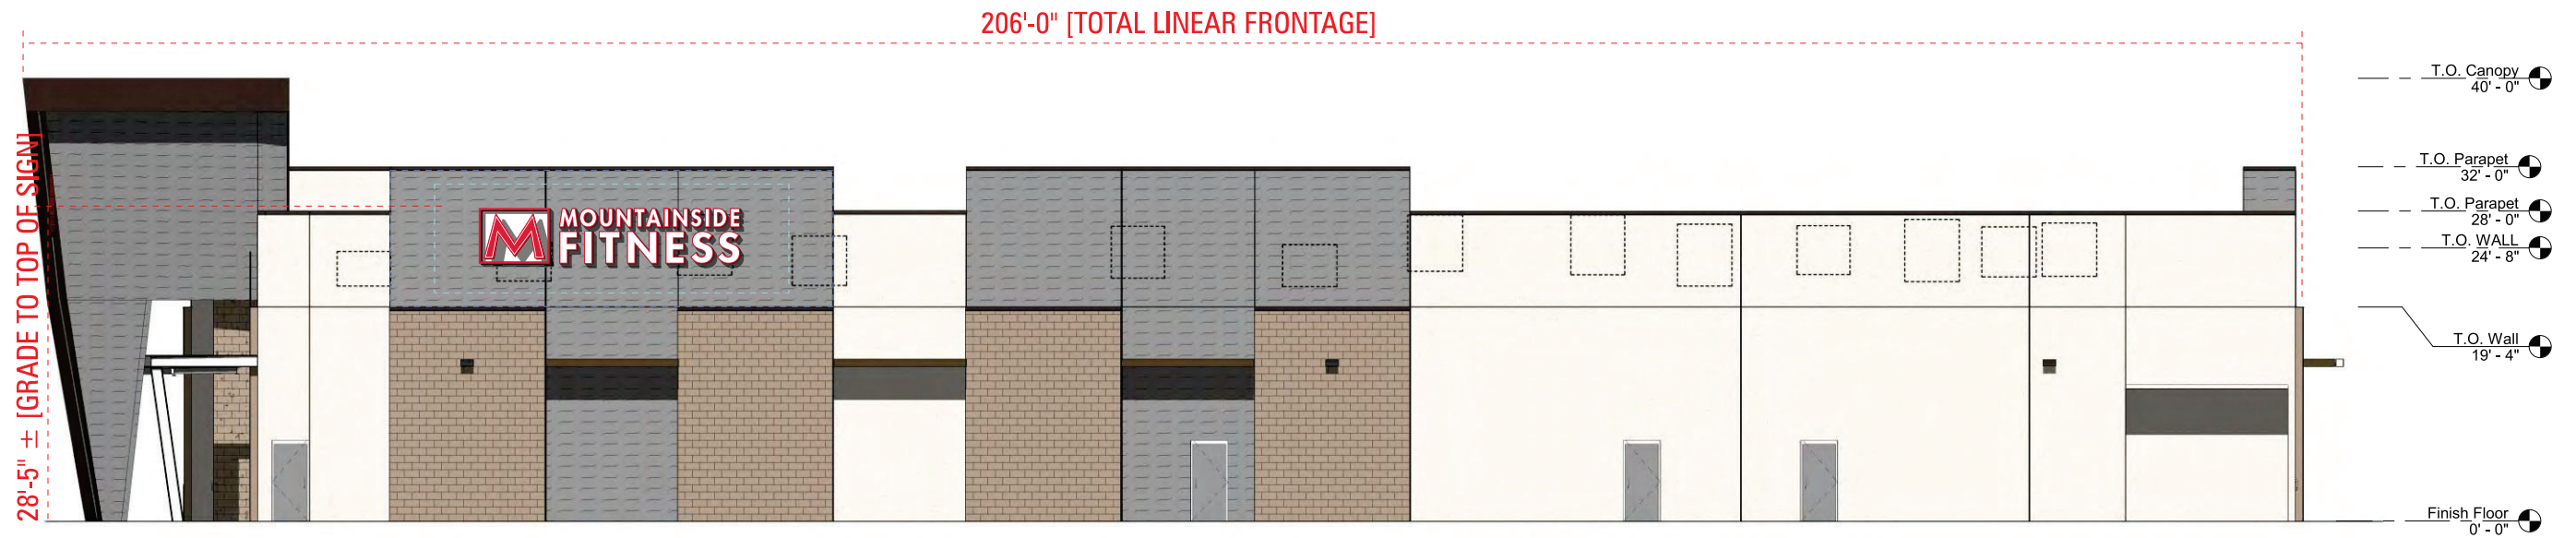 206'-0" [TOTAL LINEAR FRONTAGE]
28'-5" ± [GRADE TO TOP OF SIGN]
MOUNTAINSIDE
FITNESS
T.O. Canopy
40' - 0"
T.O. Parapet
32' - 0"
T.O. Parapet
28' - 0"
T.O. WALL
24' - 8"
T.O. Wall
19' - 4"
Finish Floor
0' - 0"